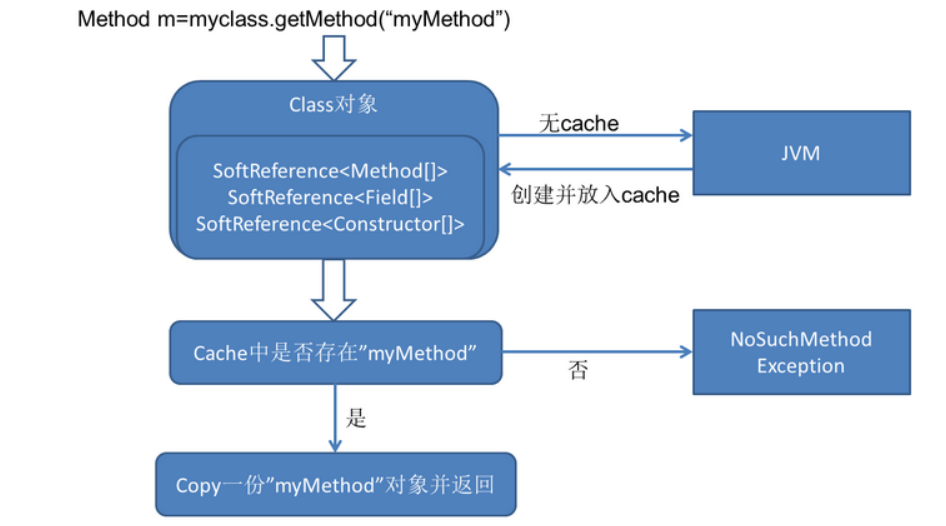 Method m=myclass.getMethod(“myMethod”)
Class对象
SoftReference<Method[]>
SoftReference<Field[]>
SoftReference<Constructor[]>
无cache
JVM
创建并放入cache
Cache中是否存在”myMethod”
否
NoSuchMethod
Exception
是
Copy一份”myMethod”对象并返回